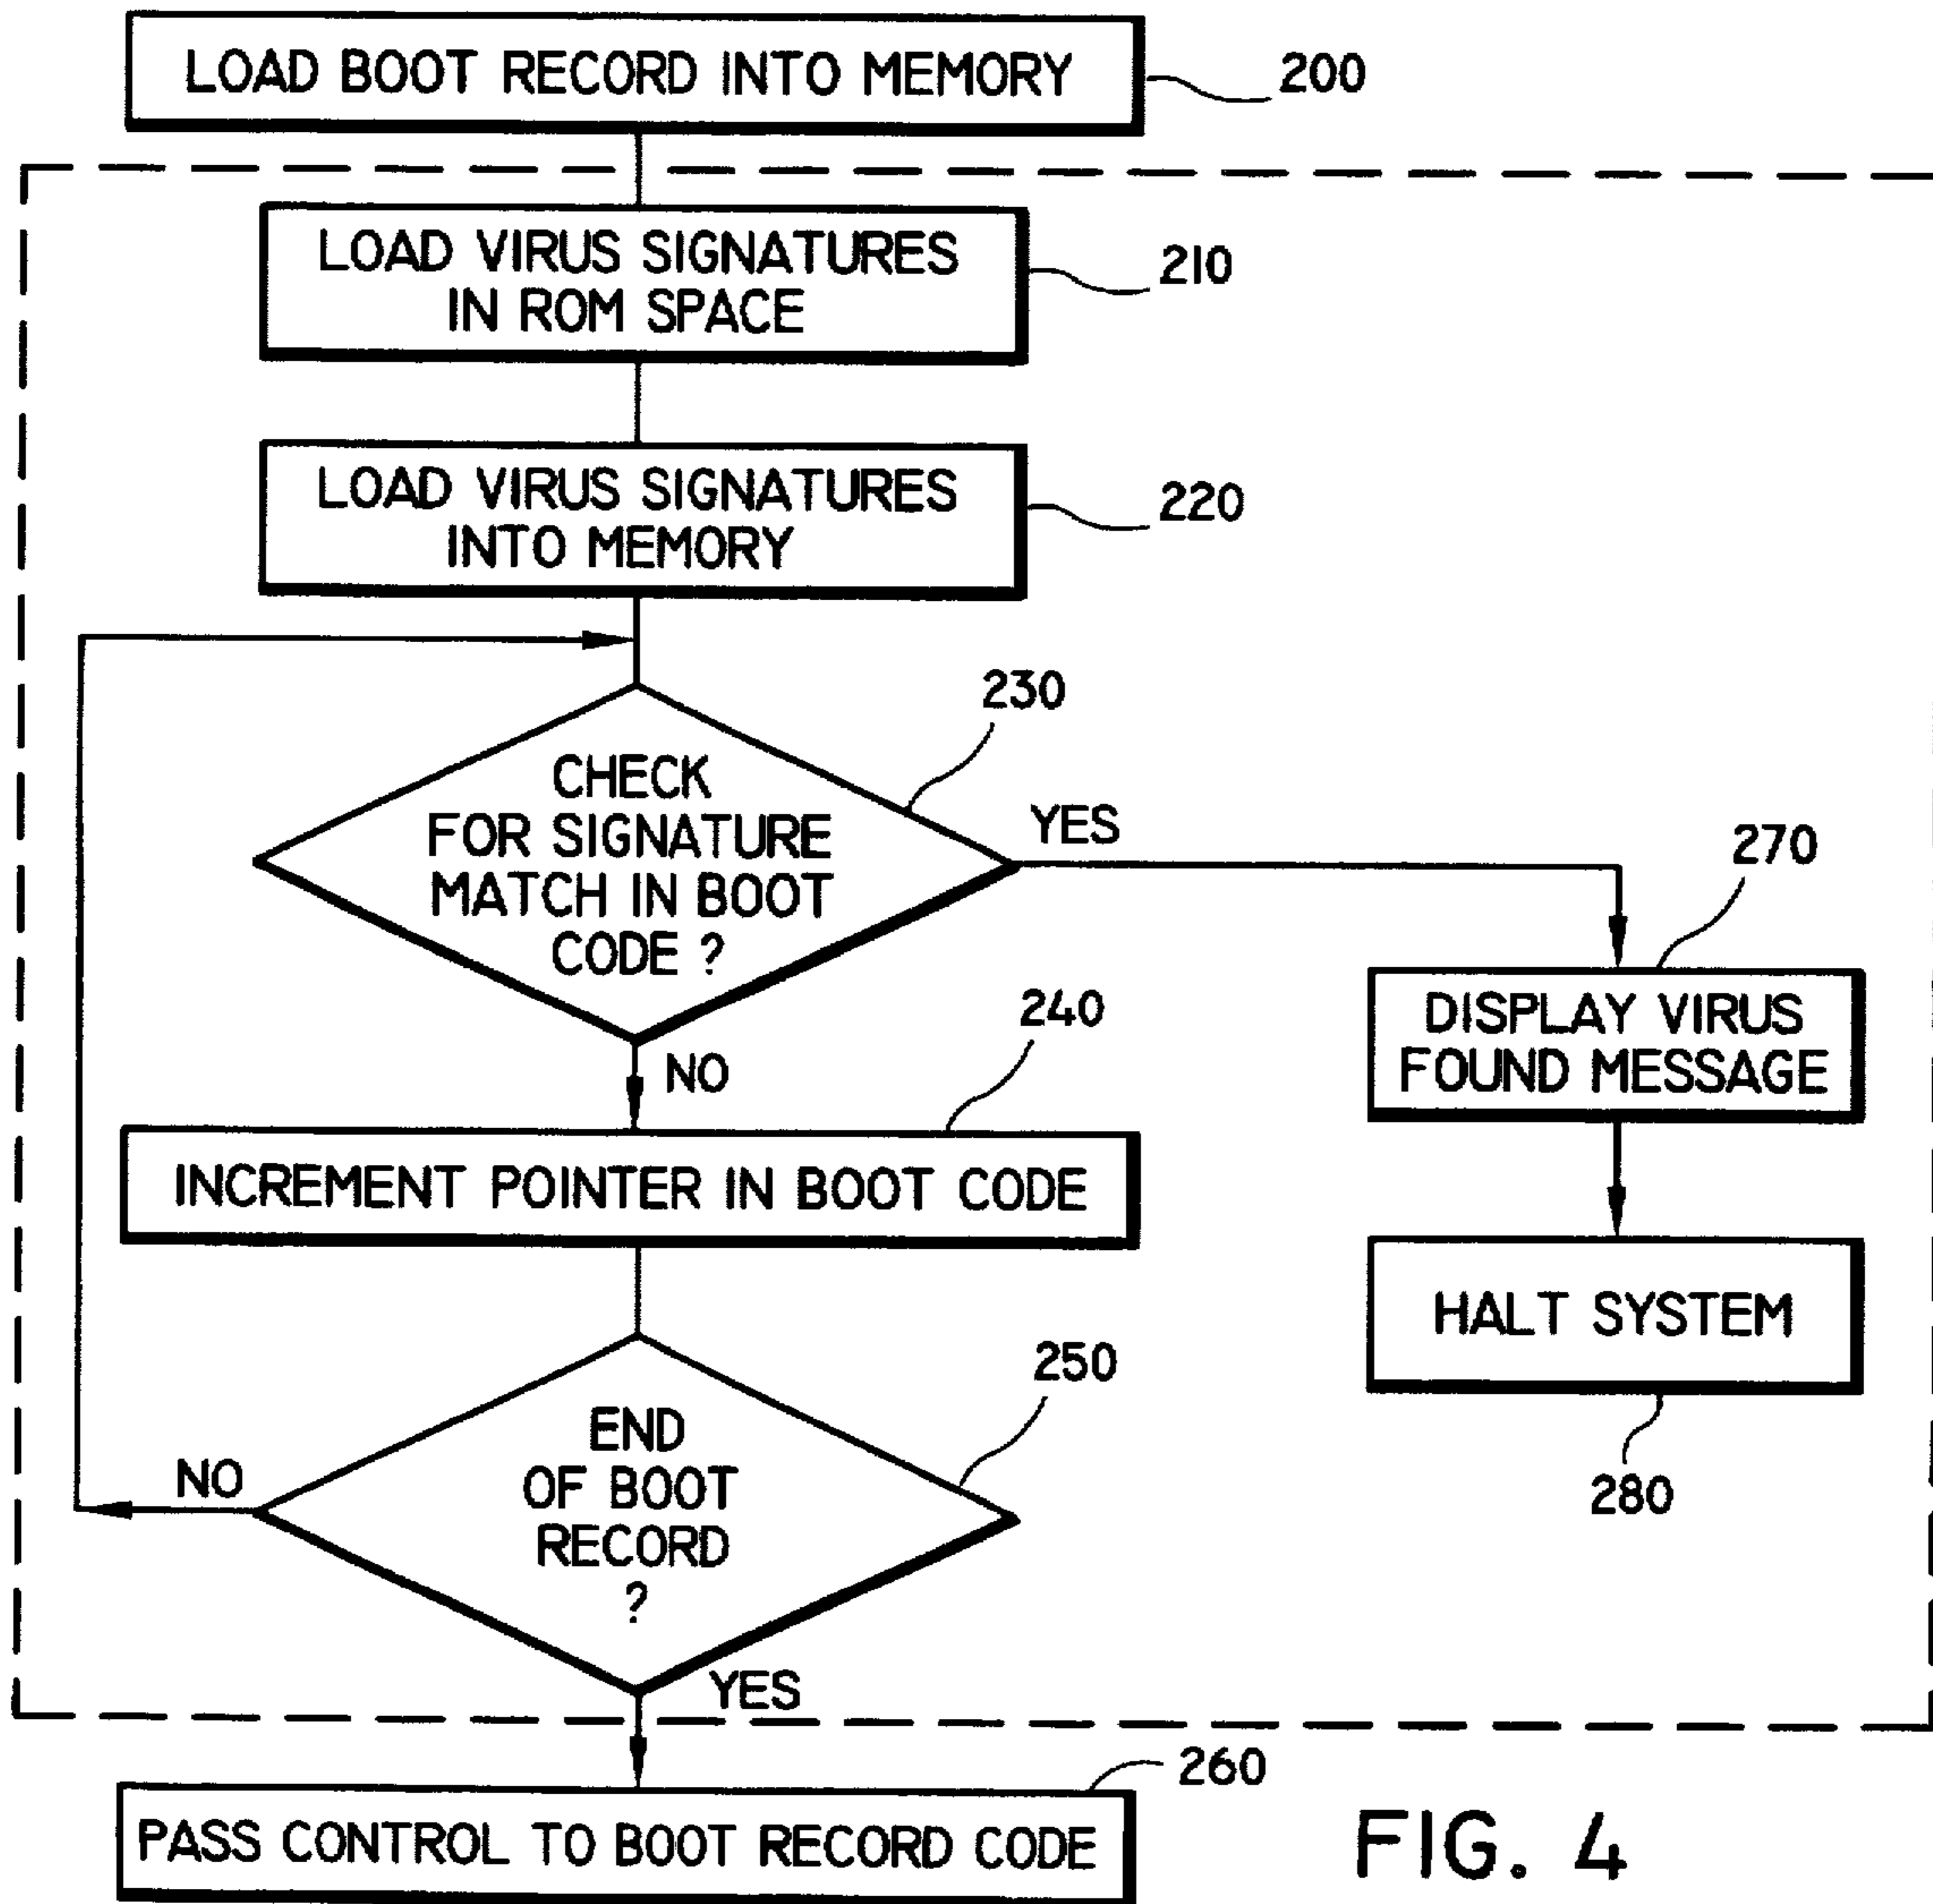 LOAD BOOT RECORD INTO MEMORY
200
LOAD VIRUS SIGNATURES
IN ROM SPACE
210
LOAD VIRUS SIGNATURES
INTO MEMORY
220
230
CHECK
FOR SIGNATURE
MATCH IN BOOT
CODE ?
YES
270
DISPLAY VIRUS
FOUND MESSAGE
NO
240
INCREMENT POINTER IN BOOT CODE
HALT SYSTEM
280
250
END
OF BOOT
RECORD
?
NO
YES
260
PASS CONTROL TO BOOT RECORD CODE
FIG. 4